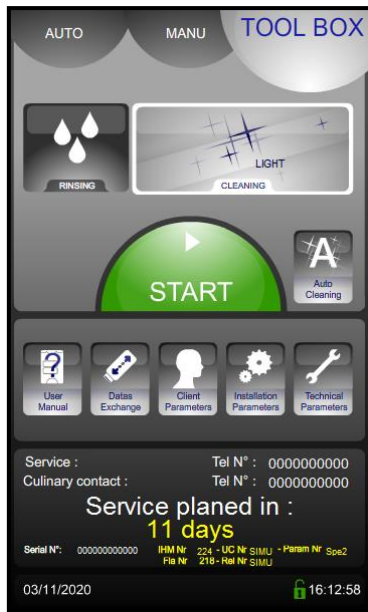 AUTO MANU TOOL BOX
LIGHT
RINSING CLEANING
START
A
Auto
Cleaning
?
User
Manual
Datas
Exchange
Client
Parameters
Installation
Parameters
Technical
Parameters
Service : Tel N° : 0000000000
Culinary contact : Tel N° : 0000000000
Service planed in :
11 days
Serial N°: 000000000000 IHM Nr 224 - UC Nr SIMU - Param Nr Spe2
Fla Nr 218 - Rel Nr SIMU
03/11/2020 16:12:58